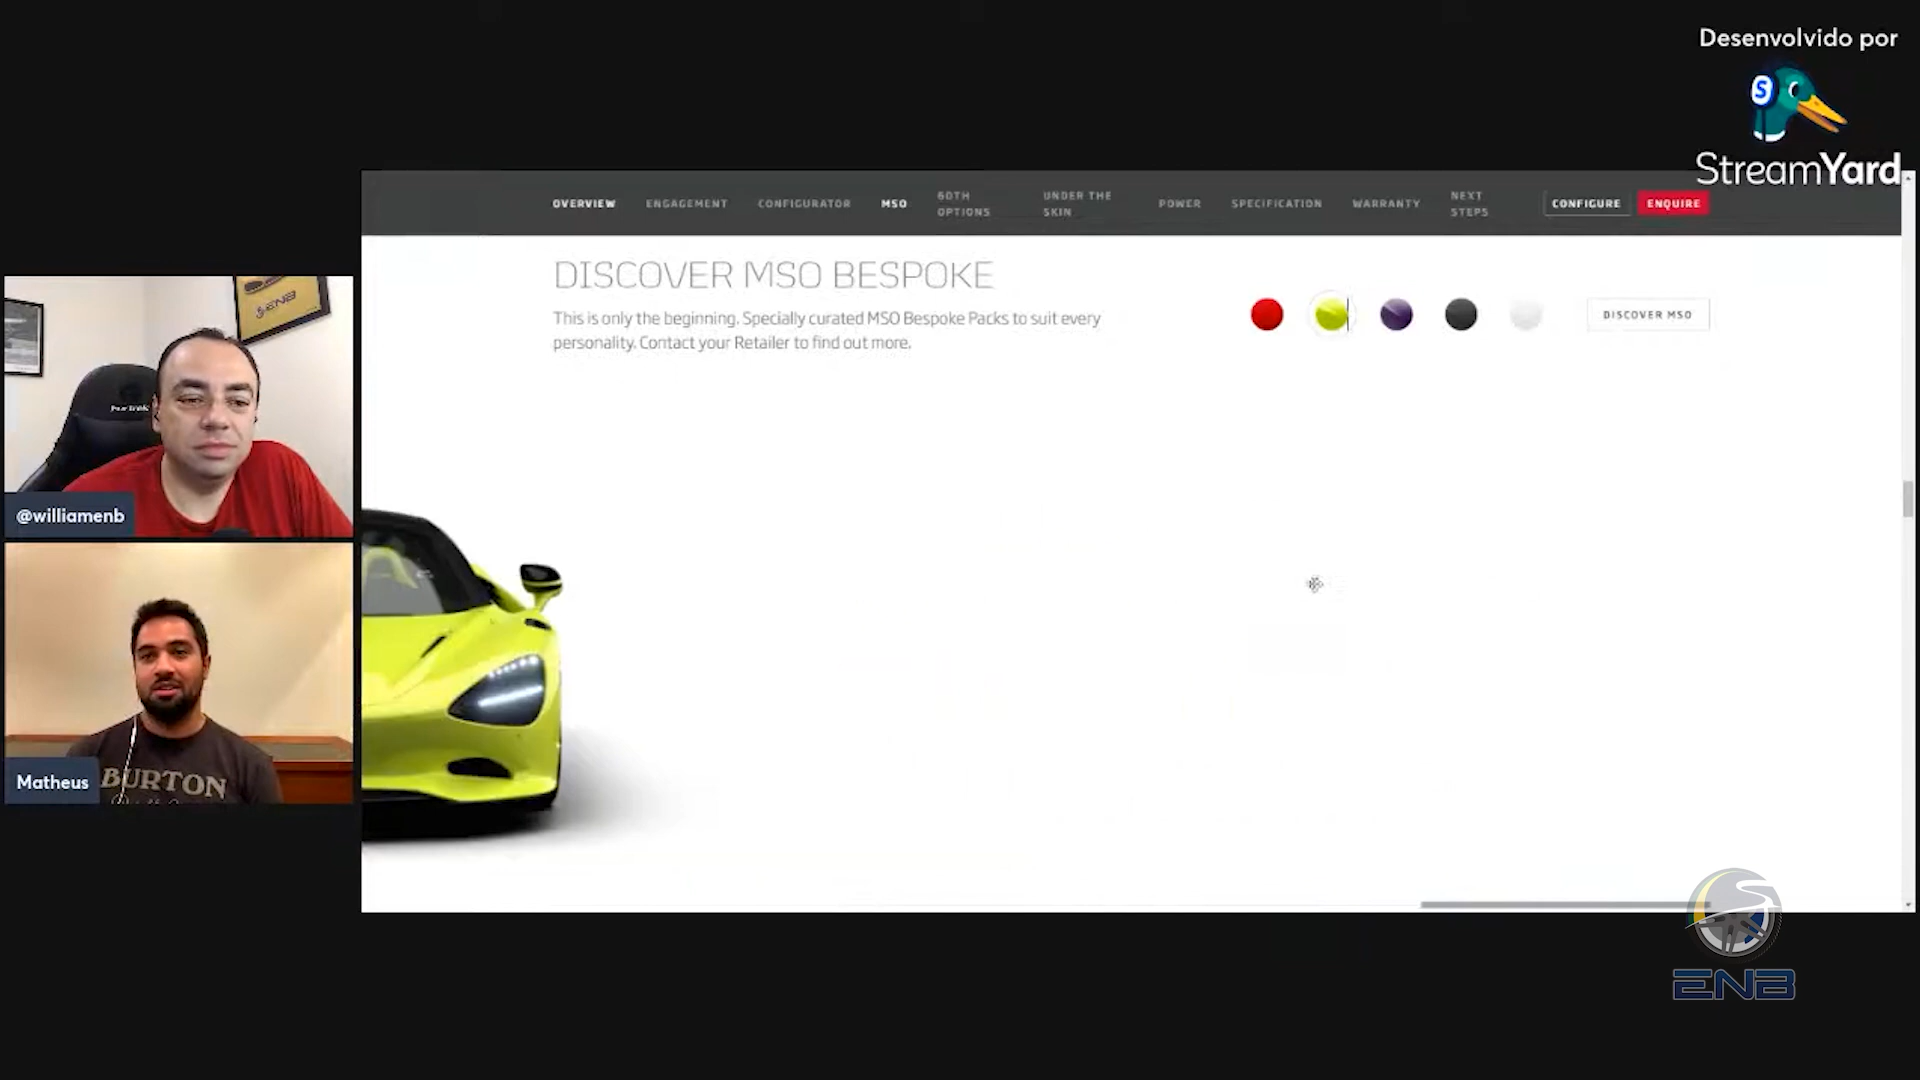 Desenvolvido por
S
StreamYard
OVERVIEW
ENGAGEMENT
CONFIGURATOR
MSO
60TH
OPTIONS
UNDER THE
SKIN
POWER
SPECIFICATION
WARRANTY
NEXT
STEPS
CONFIGURE
ENQUIRE
DISCOVER MSO BESPOKE
This is only the beginning. Specially curated MSO Bespoke Packs to suit every
personality. Contact your Retailer to find out more.
DISCOVER MSO
ENB
@williamenb
BURTON
Matheus
ENB